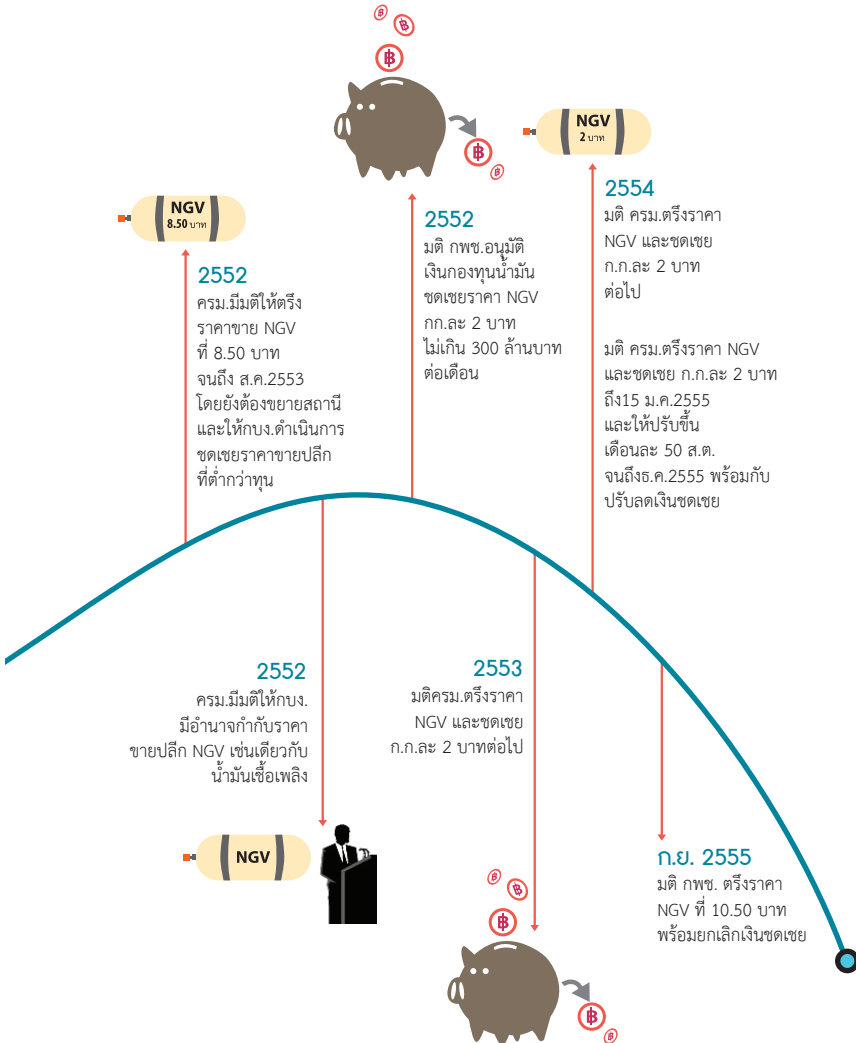 ฿
฿
฿
฿
฿
NGV
8.50 บาท
2552
ครม.มีมติให้ตรึง
ราคาขาย NGV
ที่ 8.50 บาท
จนถึง ส.ค.2553
โดยยังต้องขยายสถานี
และให้กบง.ดำเนินการ
ชดเชยราคาขายปลีก
ที่ต่ำกว่าทุน
2552
ครม.มีมติให้กบง.
มีอำนาจกำกับราคา
ขายปลีก NGV เช่นเดียวกับ
น้ำมันเชื้อเพลิง
NGV
2552
มติ กพช.อนุมัติ
เงินกองทุนน้ำมัน
ชดเชยราคา NGV
กก.ละ 2 บาท
ไม่เกิน 300 ล้านบาท
ต่อเดือน
2553
มติครม.ตรึงราคา
NGV และชดเชย
ก.ก.ละ 2 บาทต่อไป
฿
฿
฿
฿
฿
NGV
2 บาท
2554
มติ ครม.ตรึงราคา
NGV และชดเชย
ก.ก.ละ 2 บาท
ต่อไป
มติ ครม.ตรึงราคา NGV
และชดเชย ก.ก.ละ 2 บาท
ถึง15 ม.ค.2555
และให้ปรับขึ้น
เดือนละ 50 ส.ต.
จนถึงธ.ค.2555 พร้อมกับ
ปรับลดเงินชดเชย
ก.ย. 2555
มติ กพช. ตรึงราคา
NGV ที่ 10.50 บาท
พร้อมยกเลิกเงินชดเชย